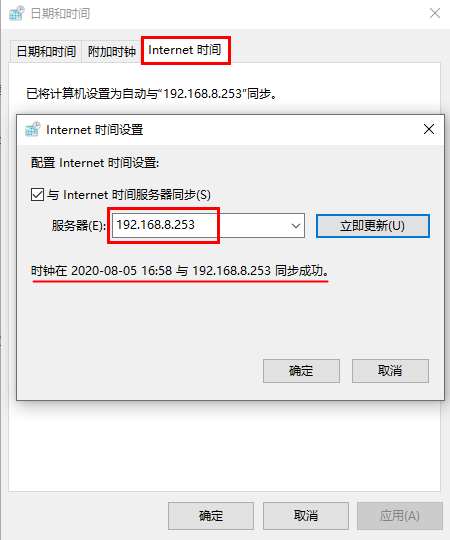 日期和时间
日期和时间 附加时钟 Internet 时间
已将计算机设置为自动与“192.168.8.253”同步。
Internet 时间设置
配置 Internet 时间设置:
与 Internet 时间服务器同步(S)
服务器(E): 192.168.8.253 立即更新(U)
时钟在 2020-08-05 16:58 与 192.168.8.253 同步成功。
确定 取消
确定 取消 应用(A)